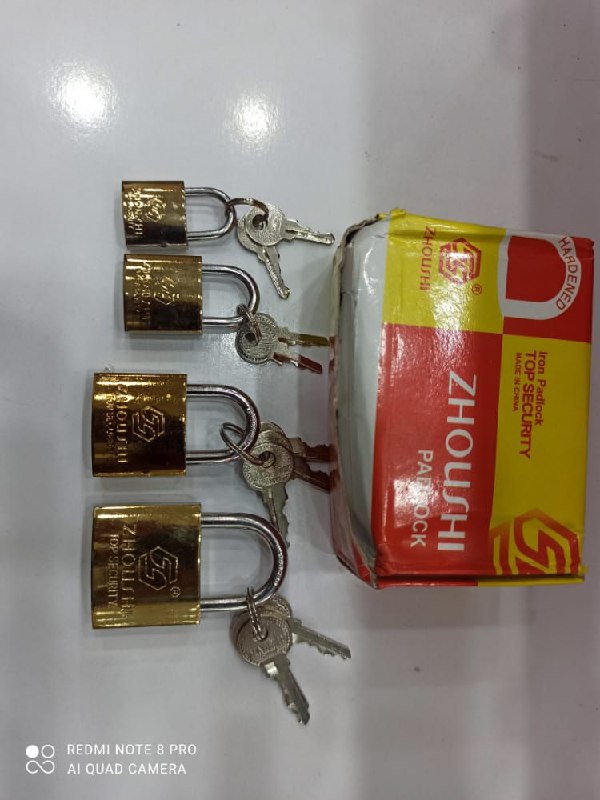 ZHOUSHI
®
HARDENED
Iron Padlock
TOP SECURITY
MADE IN CHINA
ZHOUSHI
PADLOCK
ZHOUSHI
ZHOUSHI
TOP SECURITY
®
REDMI NOTE 8 PRO
AI QUAD CAMERA